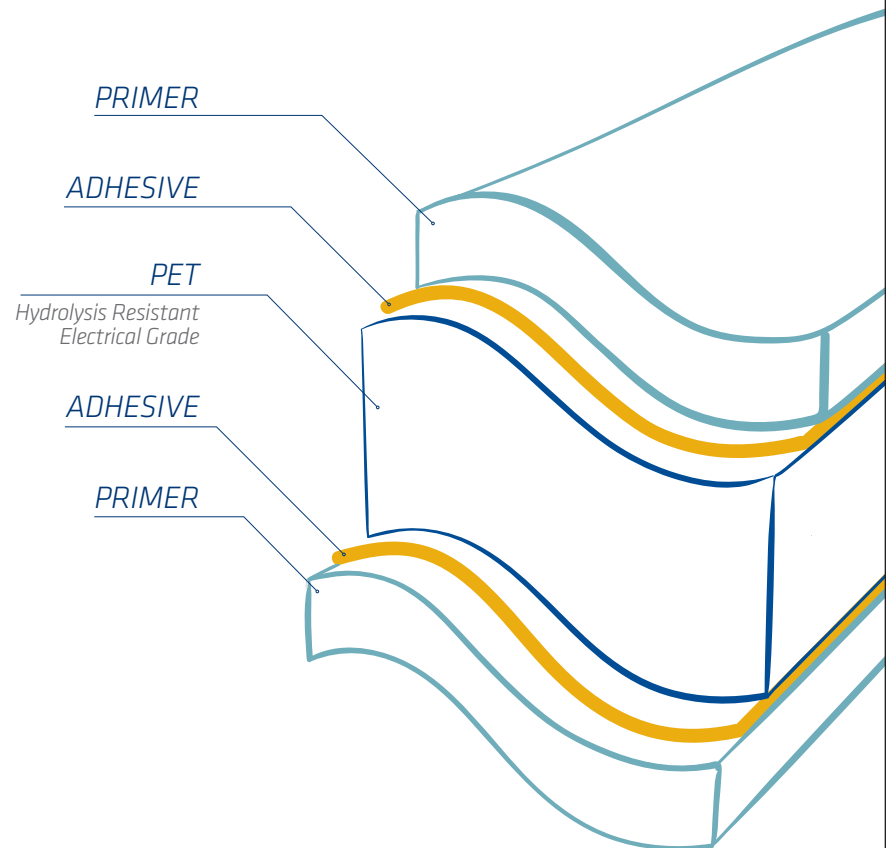 PRIMER
ADHESIVE
PET
Hydrolysis Resistant
Electrical Grade
ADHESIVE
PRIMER